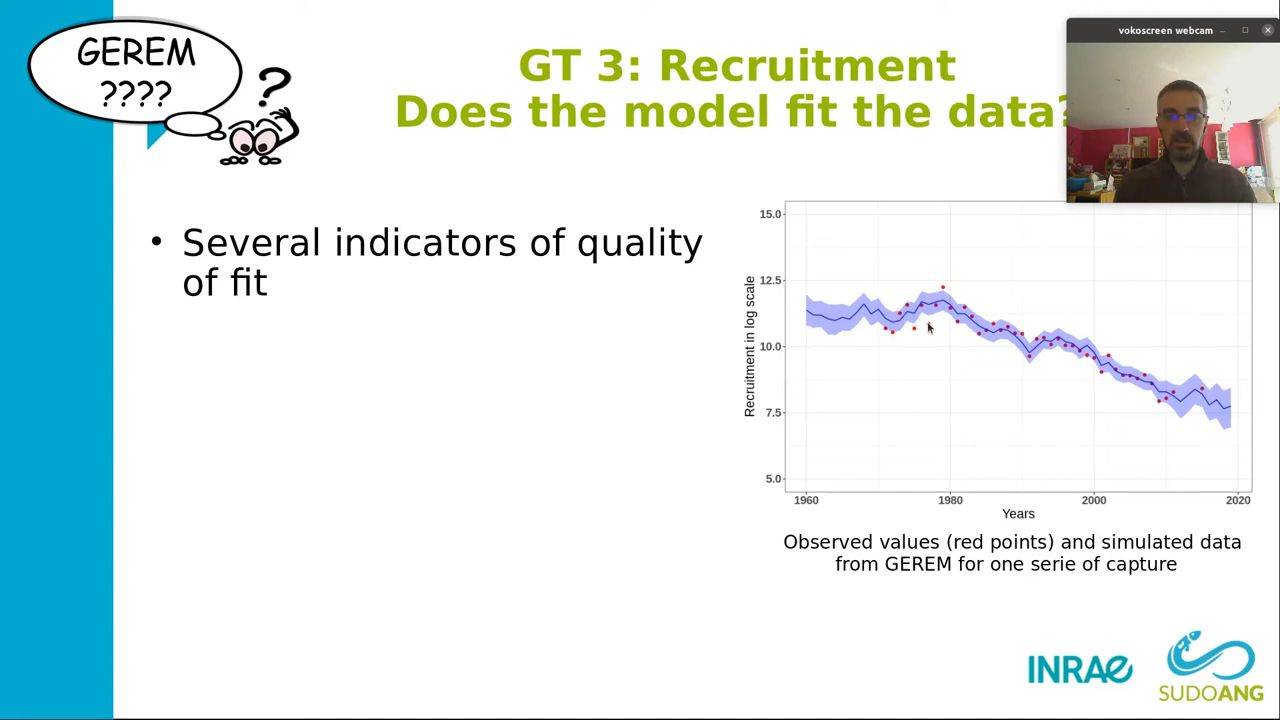 GEREM
????
?
GT 3: Recruitment
Does the model fit the data?
vokoscreen webcam
• Several indicators of quality
of fit
15.0
12.5
10.0
7.5
5.0
Recruitment in log scale
1960
1980
2000
2020
Years
Observed values (red points) and simulated data
from GEREM for one serie of capture
INRAE
SUDOANG